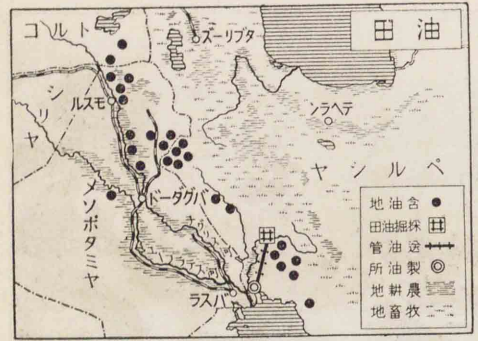 油田
トルコ
タブリーズ
モスル
シリヤ
テヘラン
ペルシヤ
バグダード
メソポタミヤ
バスラ
含油地
採掘油田
送油管
製油所
農耕地
牧畜地